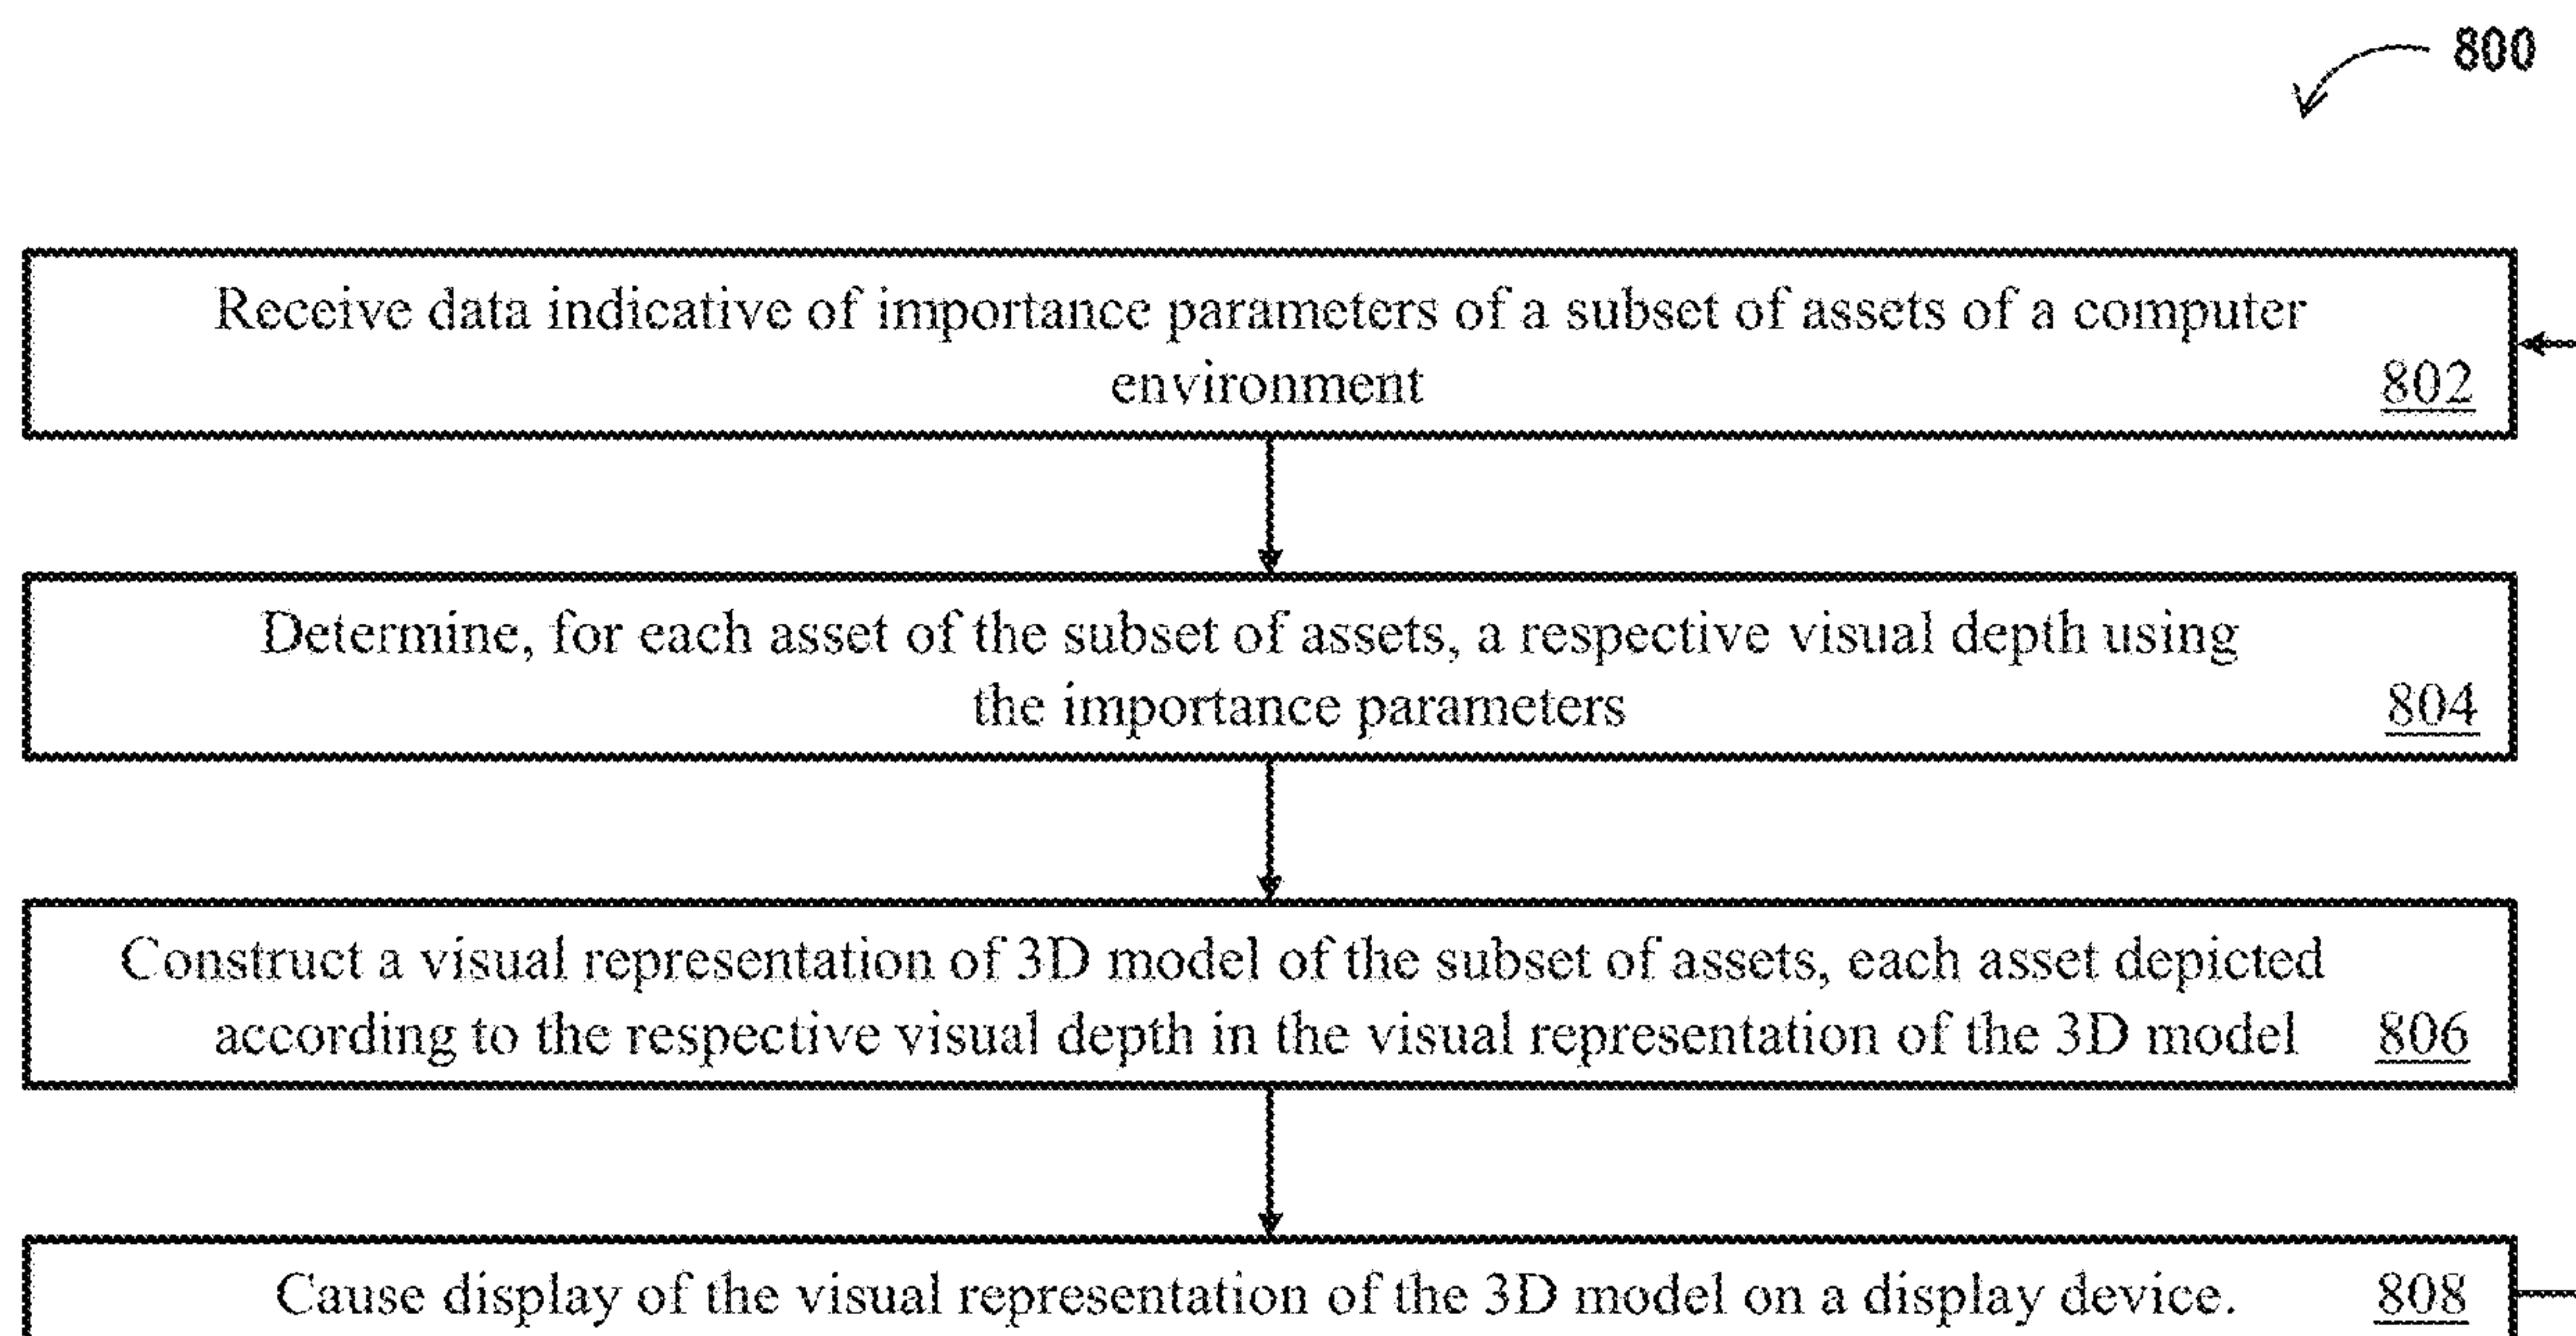 800
Receive data indicative of importance parameters of a subset of assets of a computer
environment
802
Determine, for each asset of the subset of assets, a respective visual depth using
the importance parameters
804
Construct a visual representation of 3D model of the subset of assets, each asset depicted
according to the respective visual depth in the visual representation of the 3D model 806
Cause display of the visual representation of the 3D model on a display device. 808